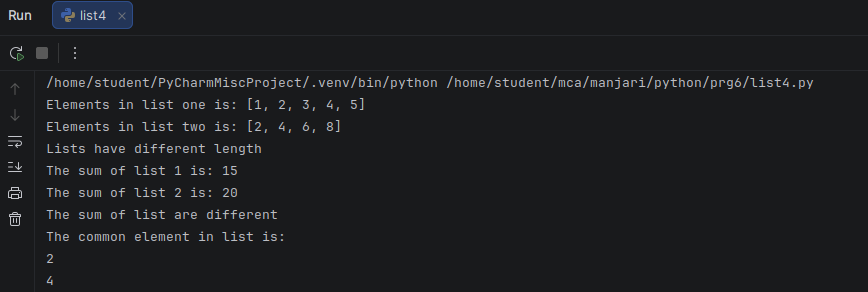 Run
list4
/home/student/PyCharmMiscProject/.venv/bin/python /home/student/mca/manjari/python/prg6/list4.py
Elements in list one is: [1, 2, 3, 4, 5]
Elements in list two is: [2, 4, 6, 8]
Lists have different length
The sum of list 1 is: 15
The sum of list 2 is: 20
The sum of list are different
The common element in list is:
2
4